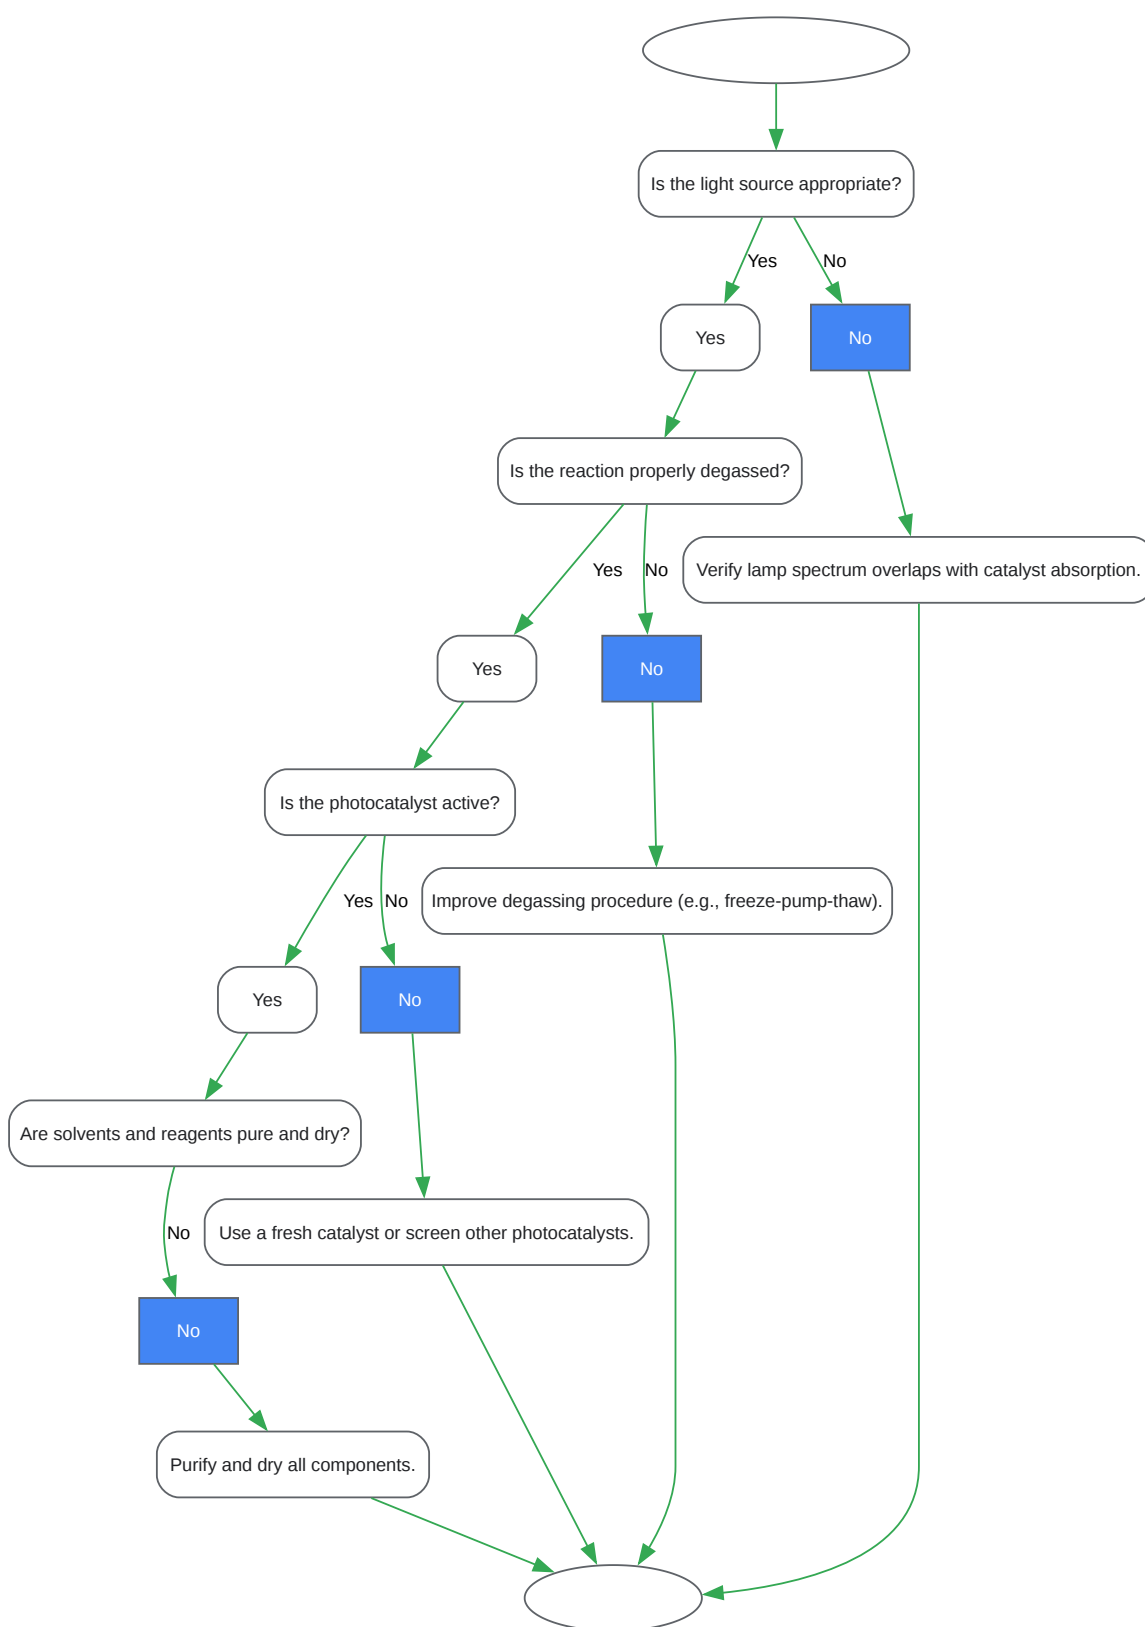 Is the light source appropriate?
Yes
No
Yes
No
Is the reaction properly degassed?
Yes
No
Verify lamp spectrum overlaps with catalyst absorption.
Yes
No
Is the photocatalyst active?
Yes
No
Improve degassing procedure (e.g., freeze-pump-thaw).
Yes
No
Are solvents and reagents pure and dry?
No
Use a fresh catalyst or screen other photocatalysts.
No
Purify and dry all components.